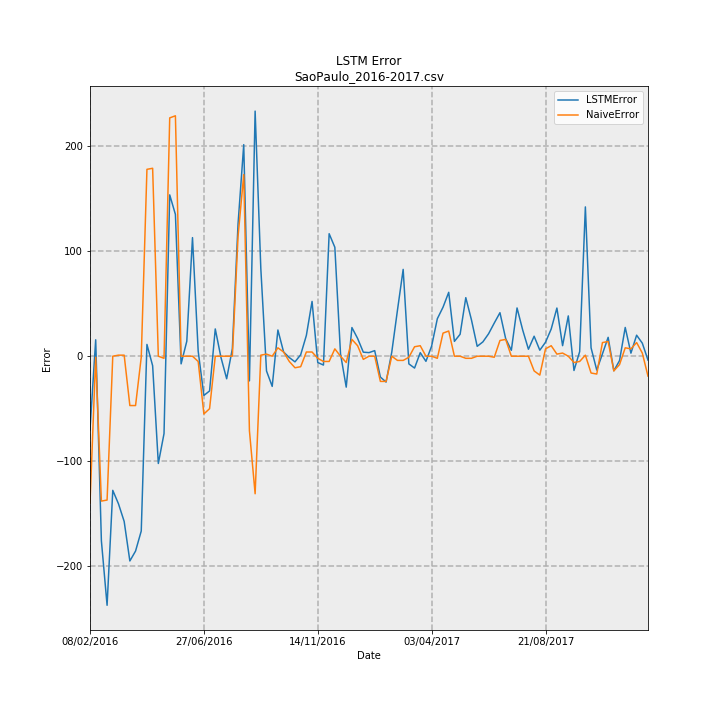 LSTM Error
SaoPaulo_2016-2017.csv
LSTMError
NaiveError
200
100
0
−100
−200
Error
08/02/2016
27/06/2016
14/11/2016
03/04/2017
21/08/2017
Date